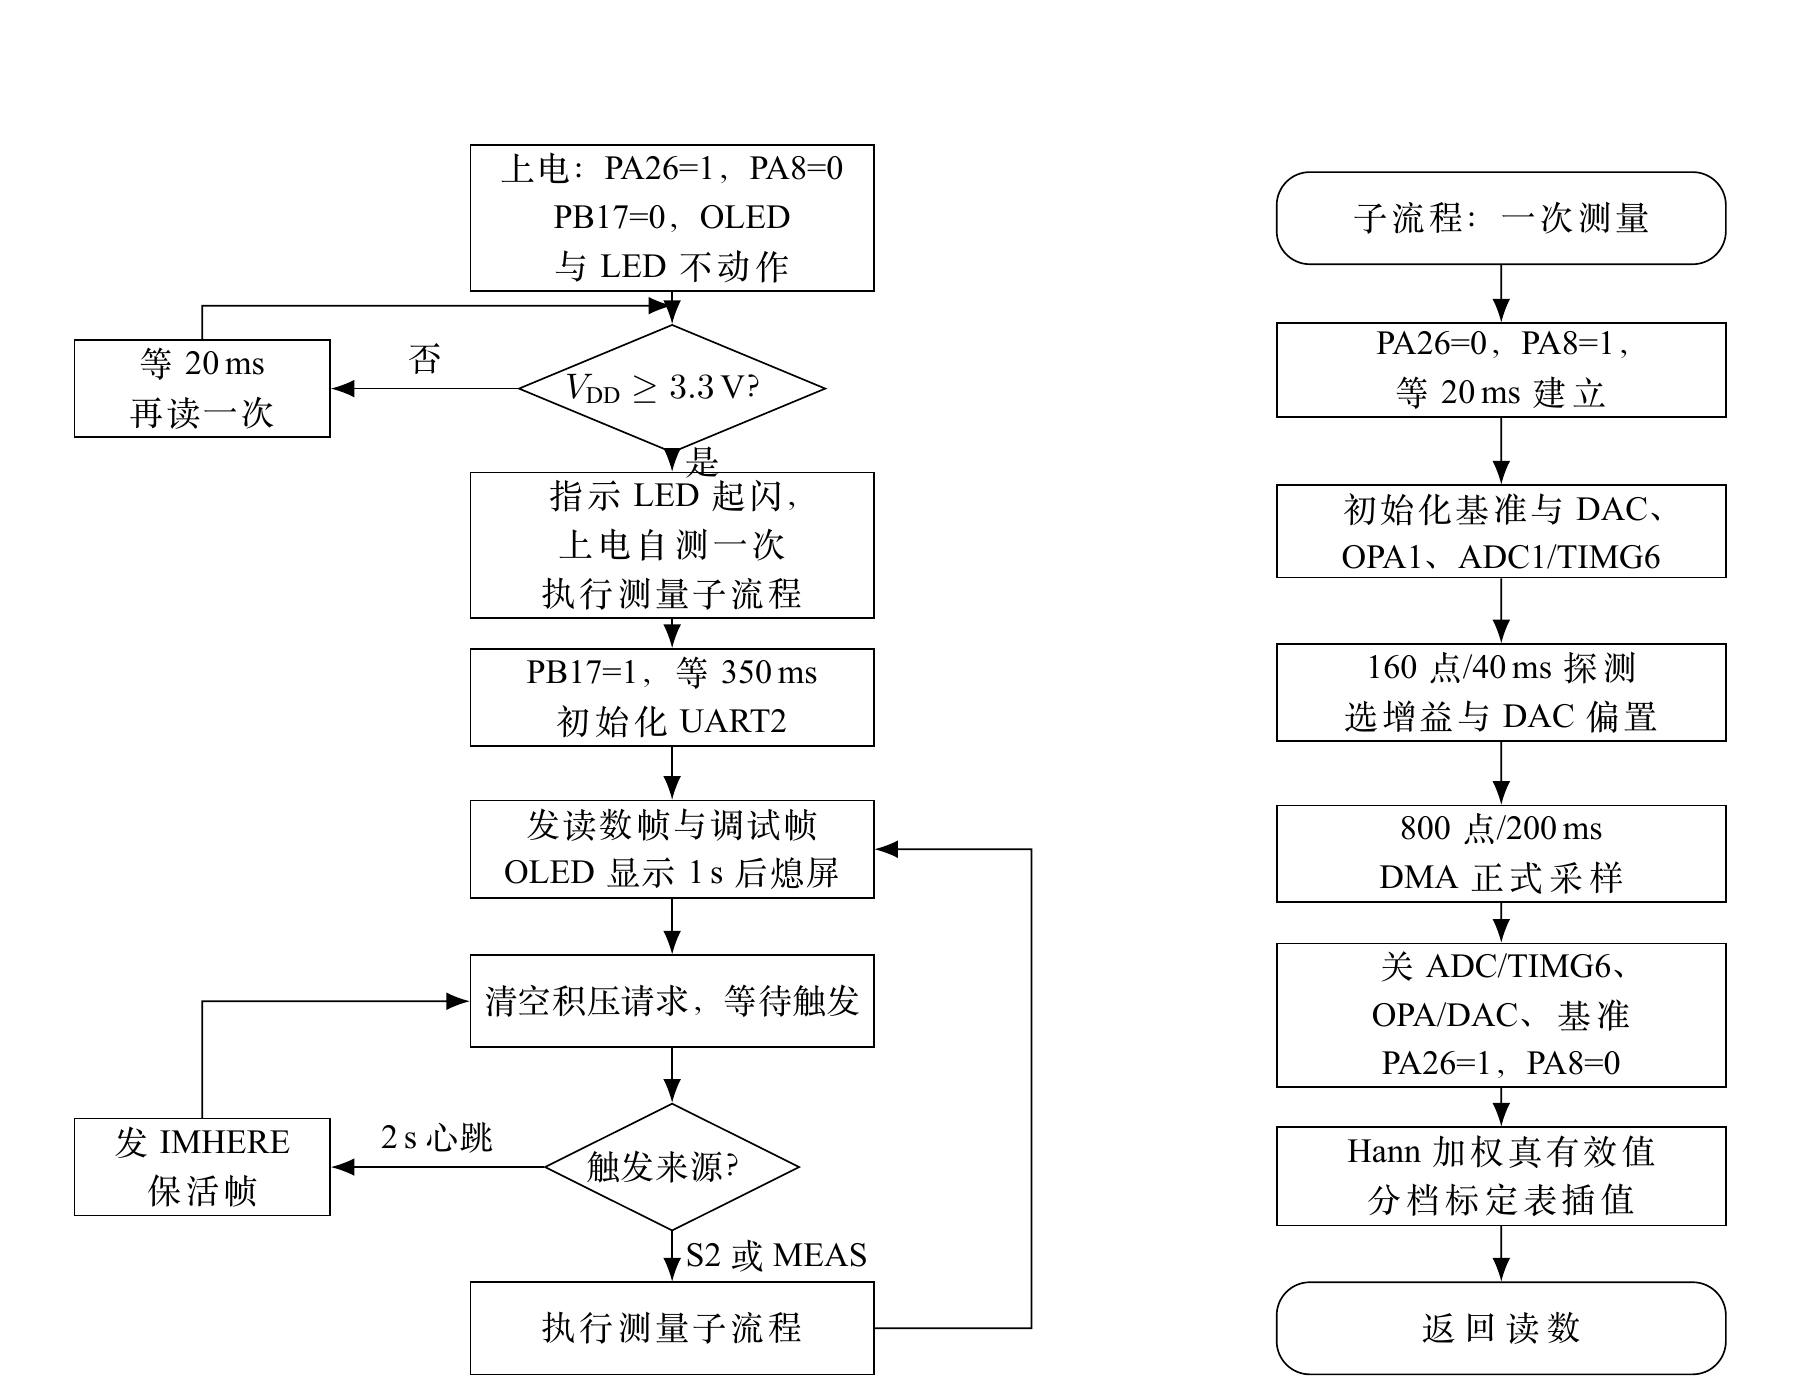 上电：PA26=1，PA8=0
PB17=0，OLED
与 LED 不动作
V_DD ≥ 3.3 V?
否
等 20 ms
再读一次
是
指示 LED 起闪，
上电自测一次
执行测量子流程
PB17=1，等 350 ms
初始化 UART2
发读数帧与调试帧
OLED 显示 1 s 后熄屏
清空积压请求，等待触发
触发来源?
2 s 心跳
发 IMHERE
保活帧
S2 或 MEAS
执行测量子流程
子流程：一次测量
PA26=0，PA8=1，
等 20 ms 建立
初始化基准与 DAC、
OPA1、ADC1/TIMG6
160 点/40 ms 探测
选增益与 DAC 偏置
800 点/200 ms
DMA 正式采样
关 ADC/TIMG6、
OPA/DAC、基准
PA26=1，PA8=0
Hann 加权真有效值
分档标定表插值
返回读数